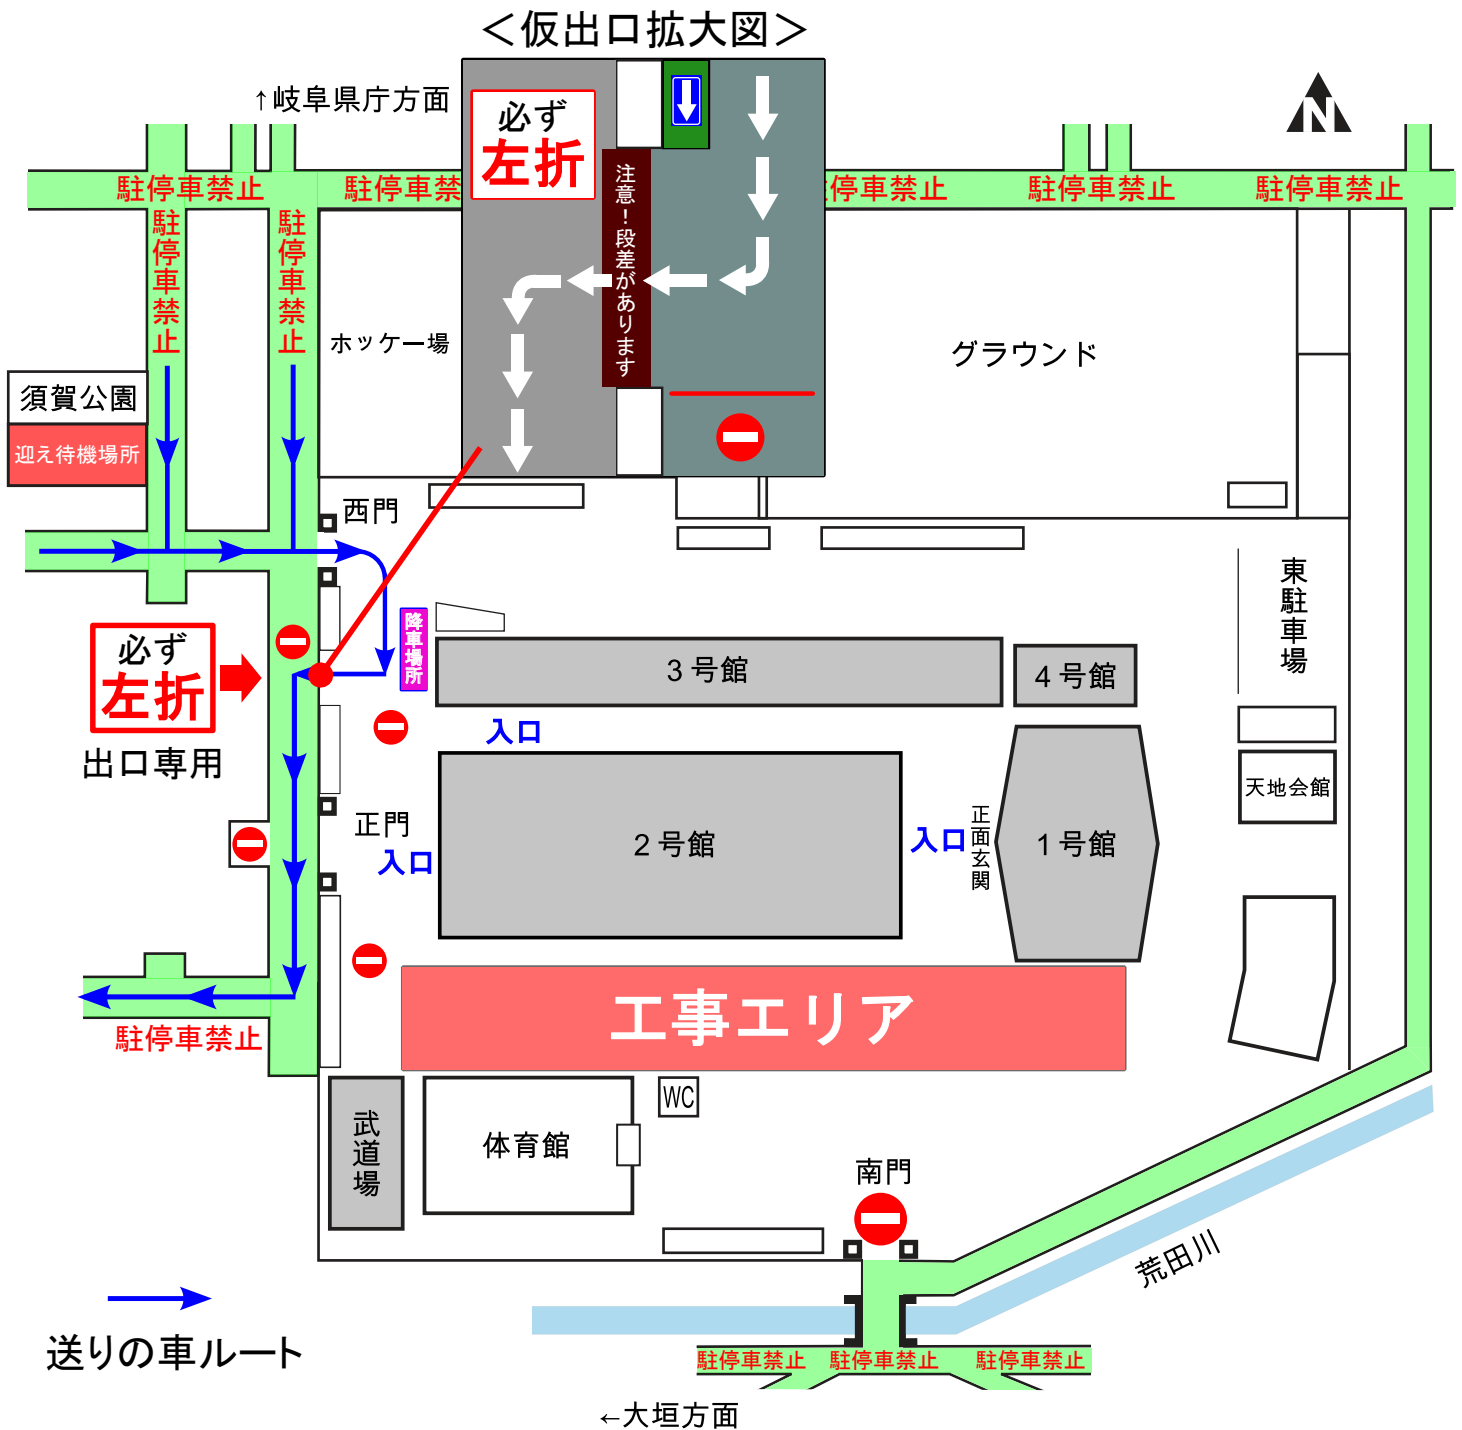 ＜仮出口拡大図＞
↑岐阜県庁方面
必ず
左折
注意！段差があります
N
駐停車禁止
駐停車禁
駐停車禁止
駐停車禁止
駐停車禁止
駐停車禁止
駐停車禁止
ホッケー場
グラウンド
須賀公園
迎え待機場所
西門
東駐車場
必ず
左折
出口専用
降車場所
3号館
4号館
入口
正門
入口
2号館
入口
正面玄関
1号館
天地会館
駐停車禁止
工事エリア
武道場
体育館
WC
南門
荒田川
送りの車ルート
駐停車禁止
駐停車禁止
駐停車禁止
←大垣方面